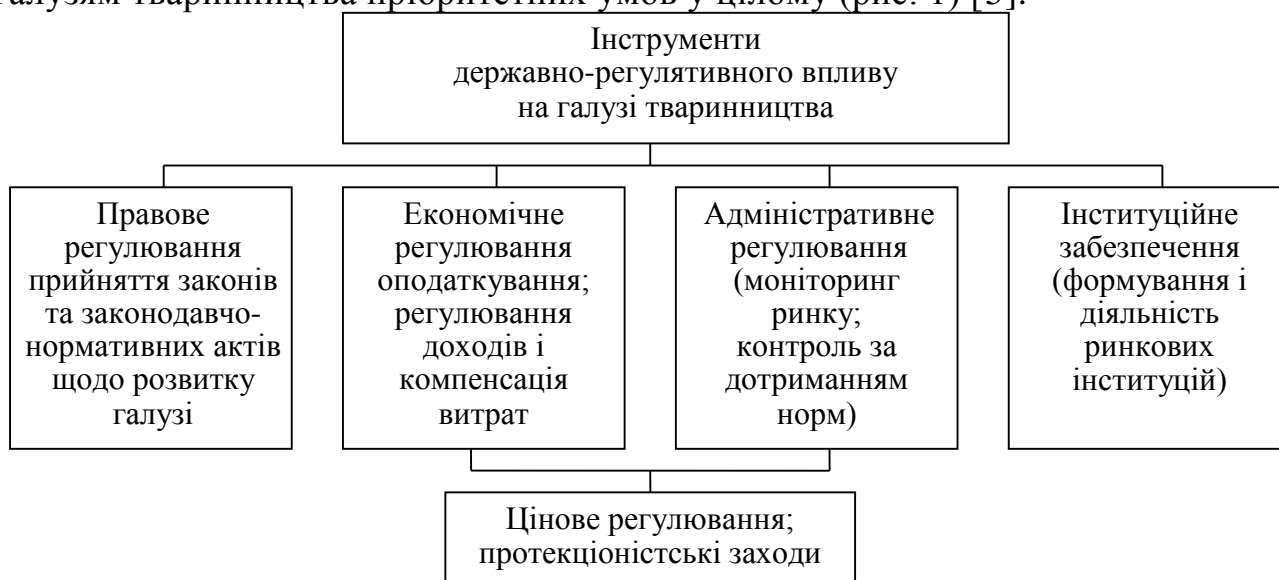 галузям тваринництва пріоритетних умов у цілому (рис. 1) [5].
Інструменти
державно-регулятивного впливу
на галузі тваринництва
Правове
регулювання
прийняття законів
та законодавчо-
нормативних актів
щодо розвитку
галузі
Економічне
регулювання
оподаткування;
регулювання
доходів і
компенсація
витрат
Адміністративне
регулювання
(моніторинг
ринку;
контроль за
дотриманням
норм)
Інституційне
забезпечення
(формування і
діяльність
ринкових
інституцій)
Цінове регулювання;
протекціоністські заходи